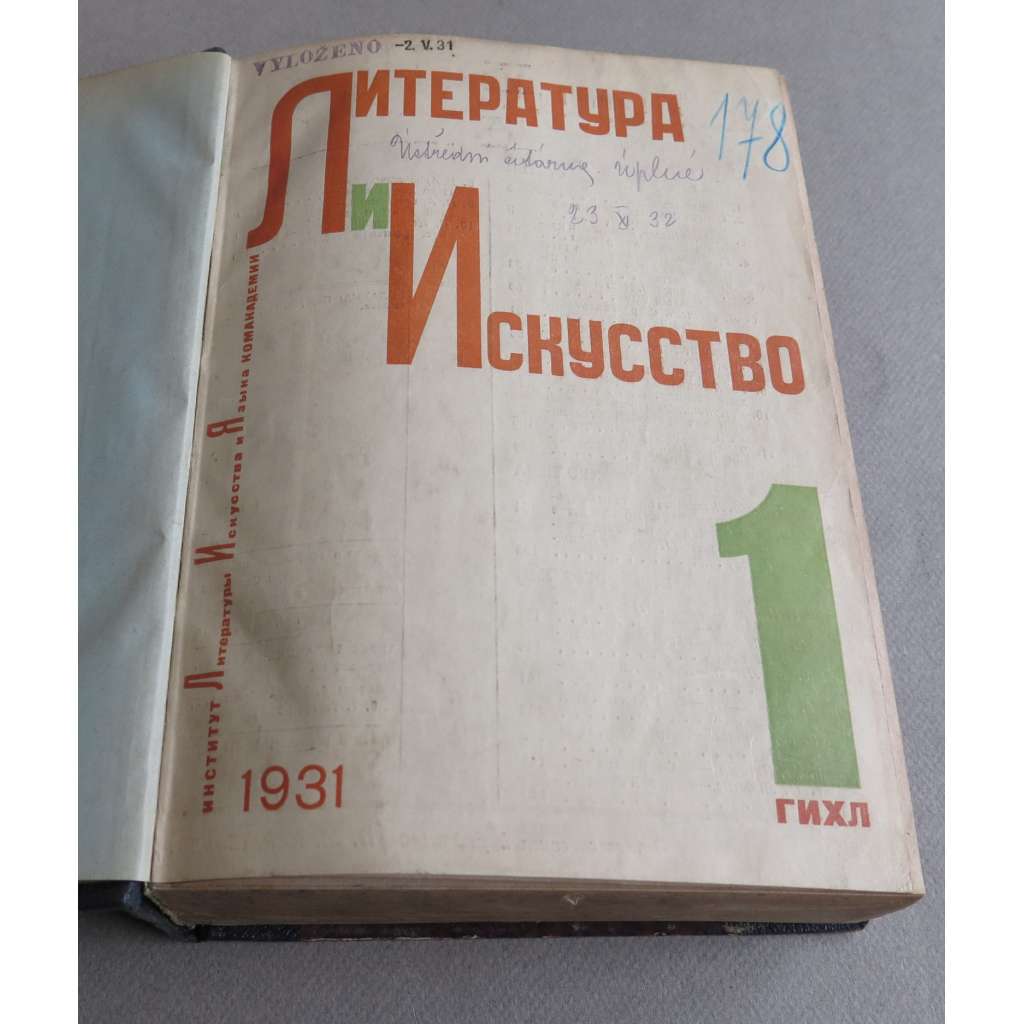 VYLOŽENO -2. V. 31
ЛИТЕРАТУРА
178
Ústřední čítárna úplné
И
23. XI. 32
ИСКУССТВО
ИНСТИТУТ ЛИТЕРАТУРЫ ИСКУССТВА И ЯЗЫКА КОМАКАДЕМИИ
1
1931
ГИХЛ